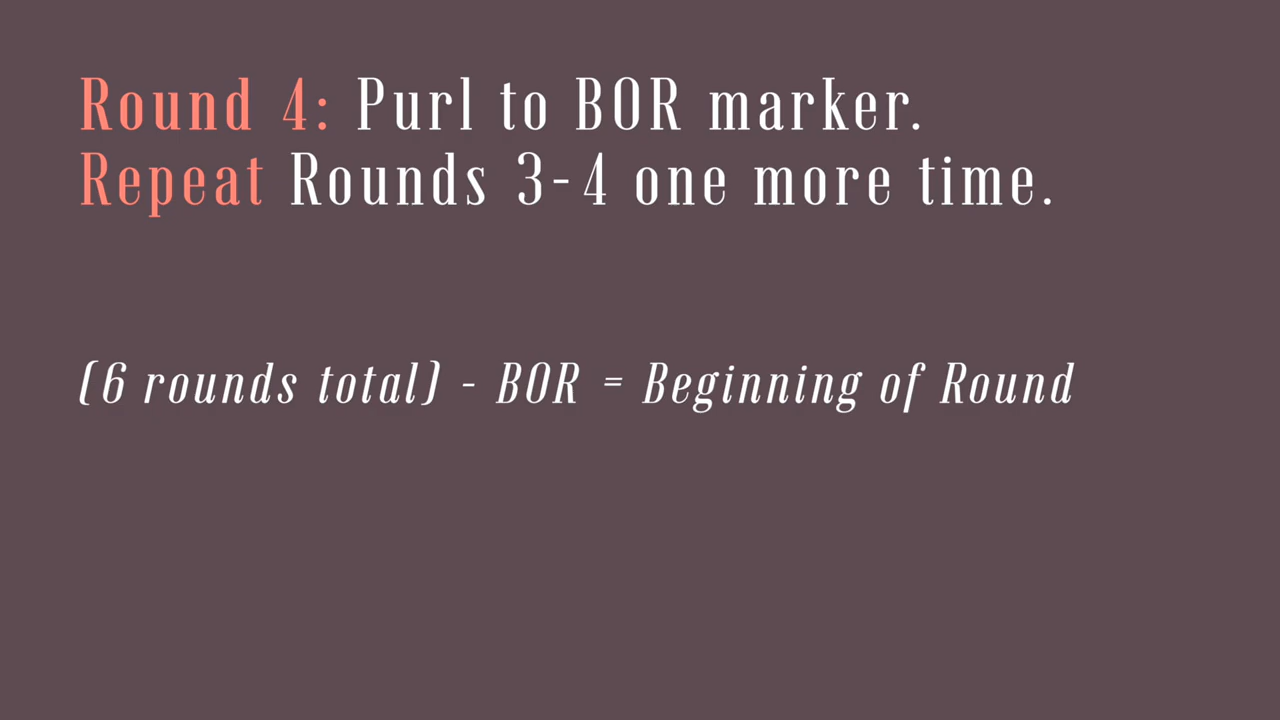 Round 4: Purl to BOR marker.
Repeat Rounds 3-4 one more time.
(6 rounds total) - BOR = Beginning of Round